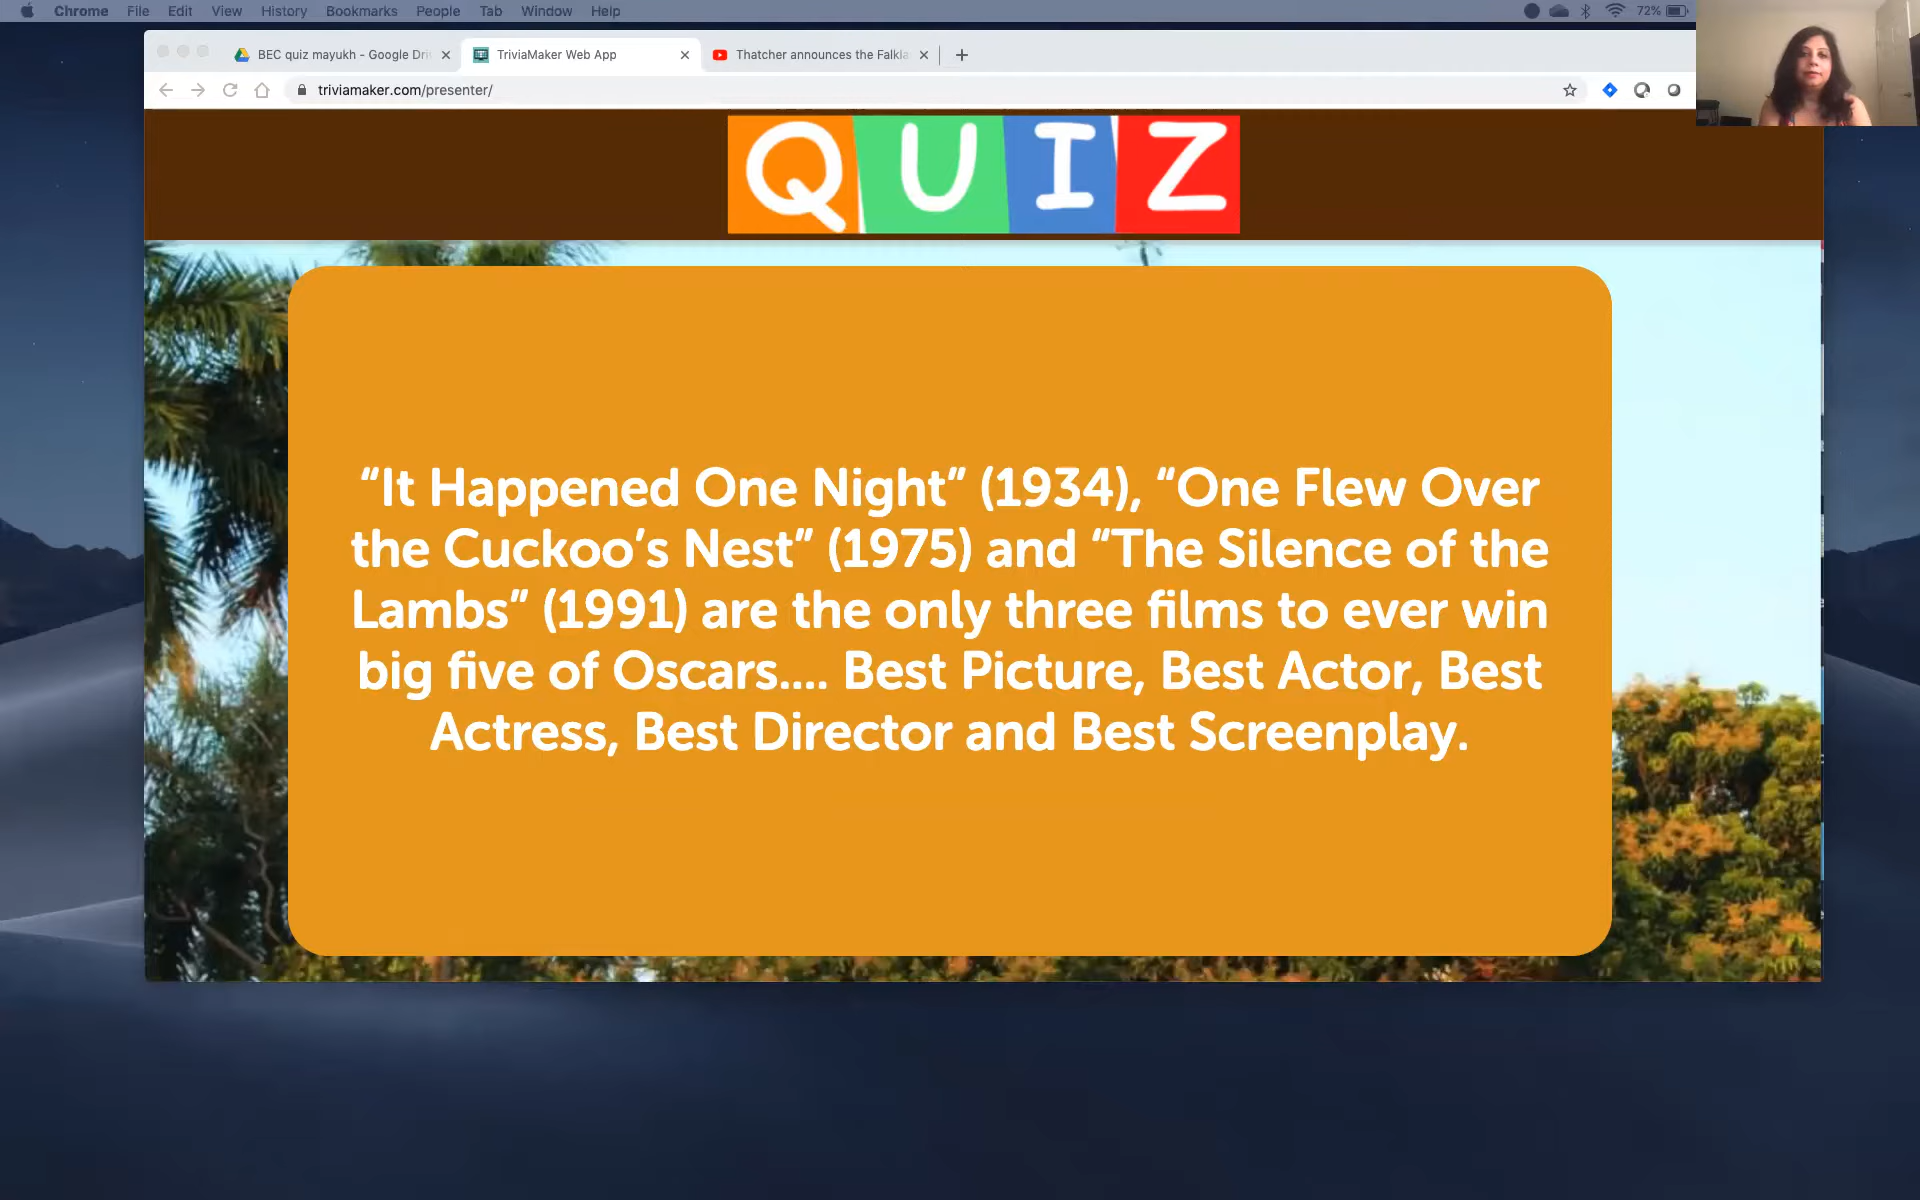 Chrome File Edit View History Bookmarks People Tab Window Help 72%
BEC quiz mayukh - Google Dri TriviaMaker Web App Thatcher announces the Falkla
triviamaker.com/presenter/
QUIZ
“It Happened One Night” (1934), “One Flew Over
the Cuckoo’s Nest” (1975) and “The Silence of the
Lambs” (1991) are the only three films to ever win
big five of Oscars.... Best Picture, Best Actor, Best
Actress, Best Director and Best Screenplay.